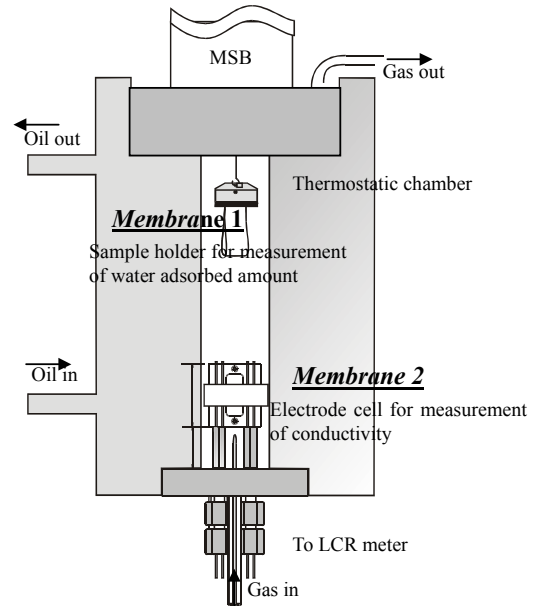 MSB
Gas out
Oil out
Thermostatic chamber
Membrane 1
Sample holder for measurement
of water adsorbed amount
Oil in
Membrane 2
Electrode cell for measurement
of conductivity
To LCR meter
Gas in